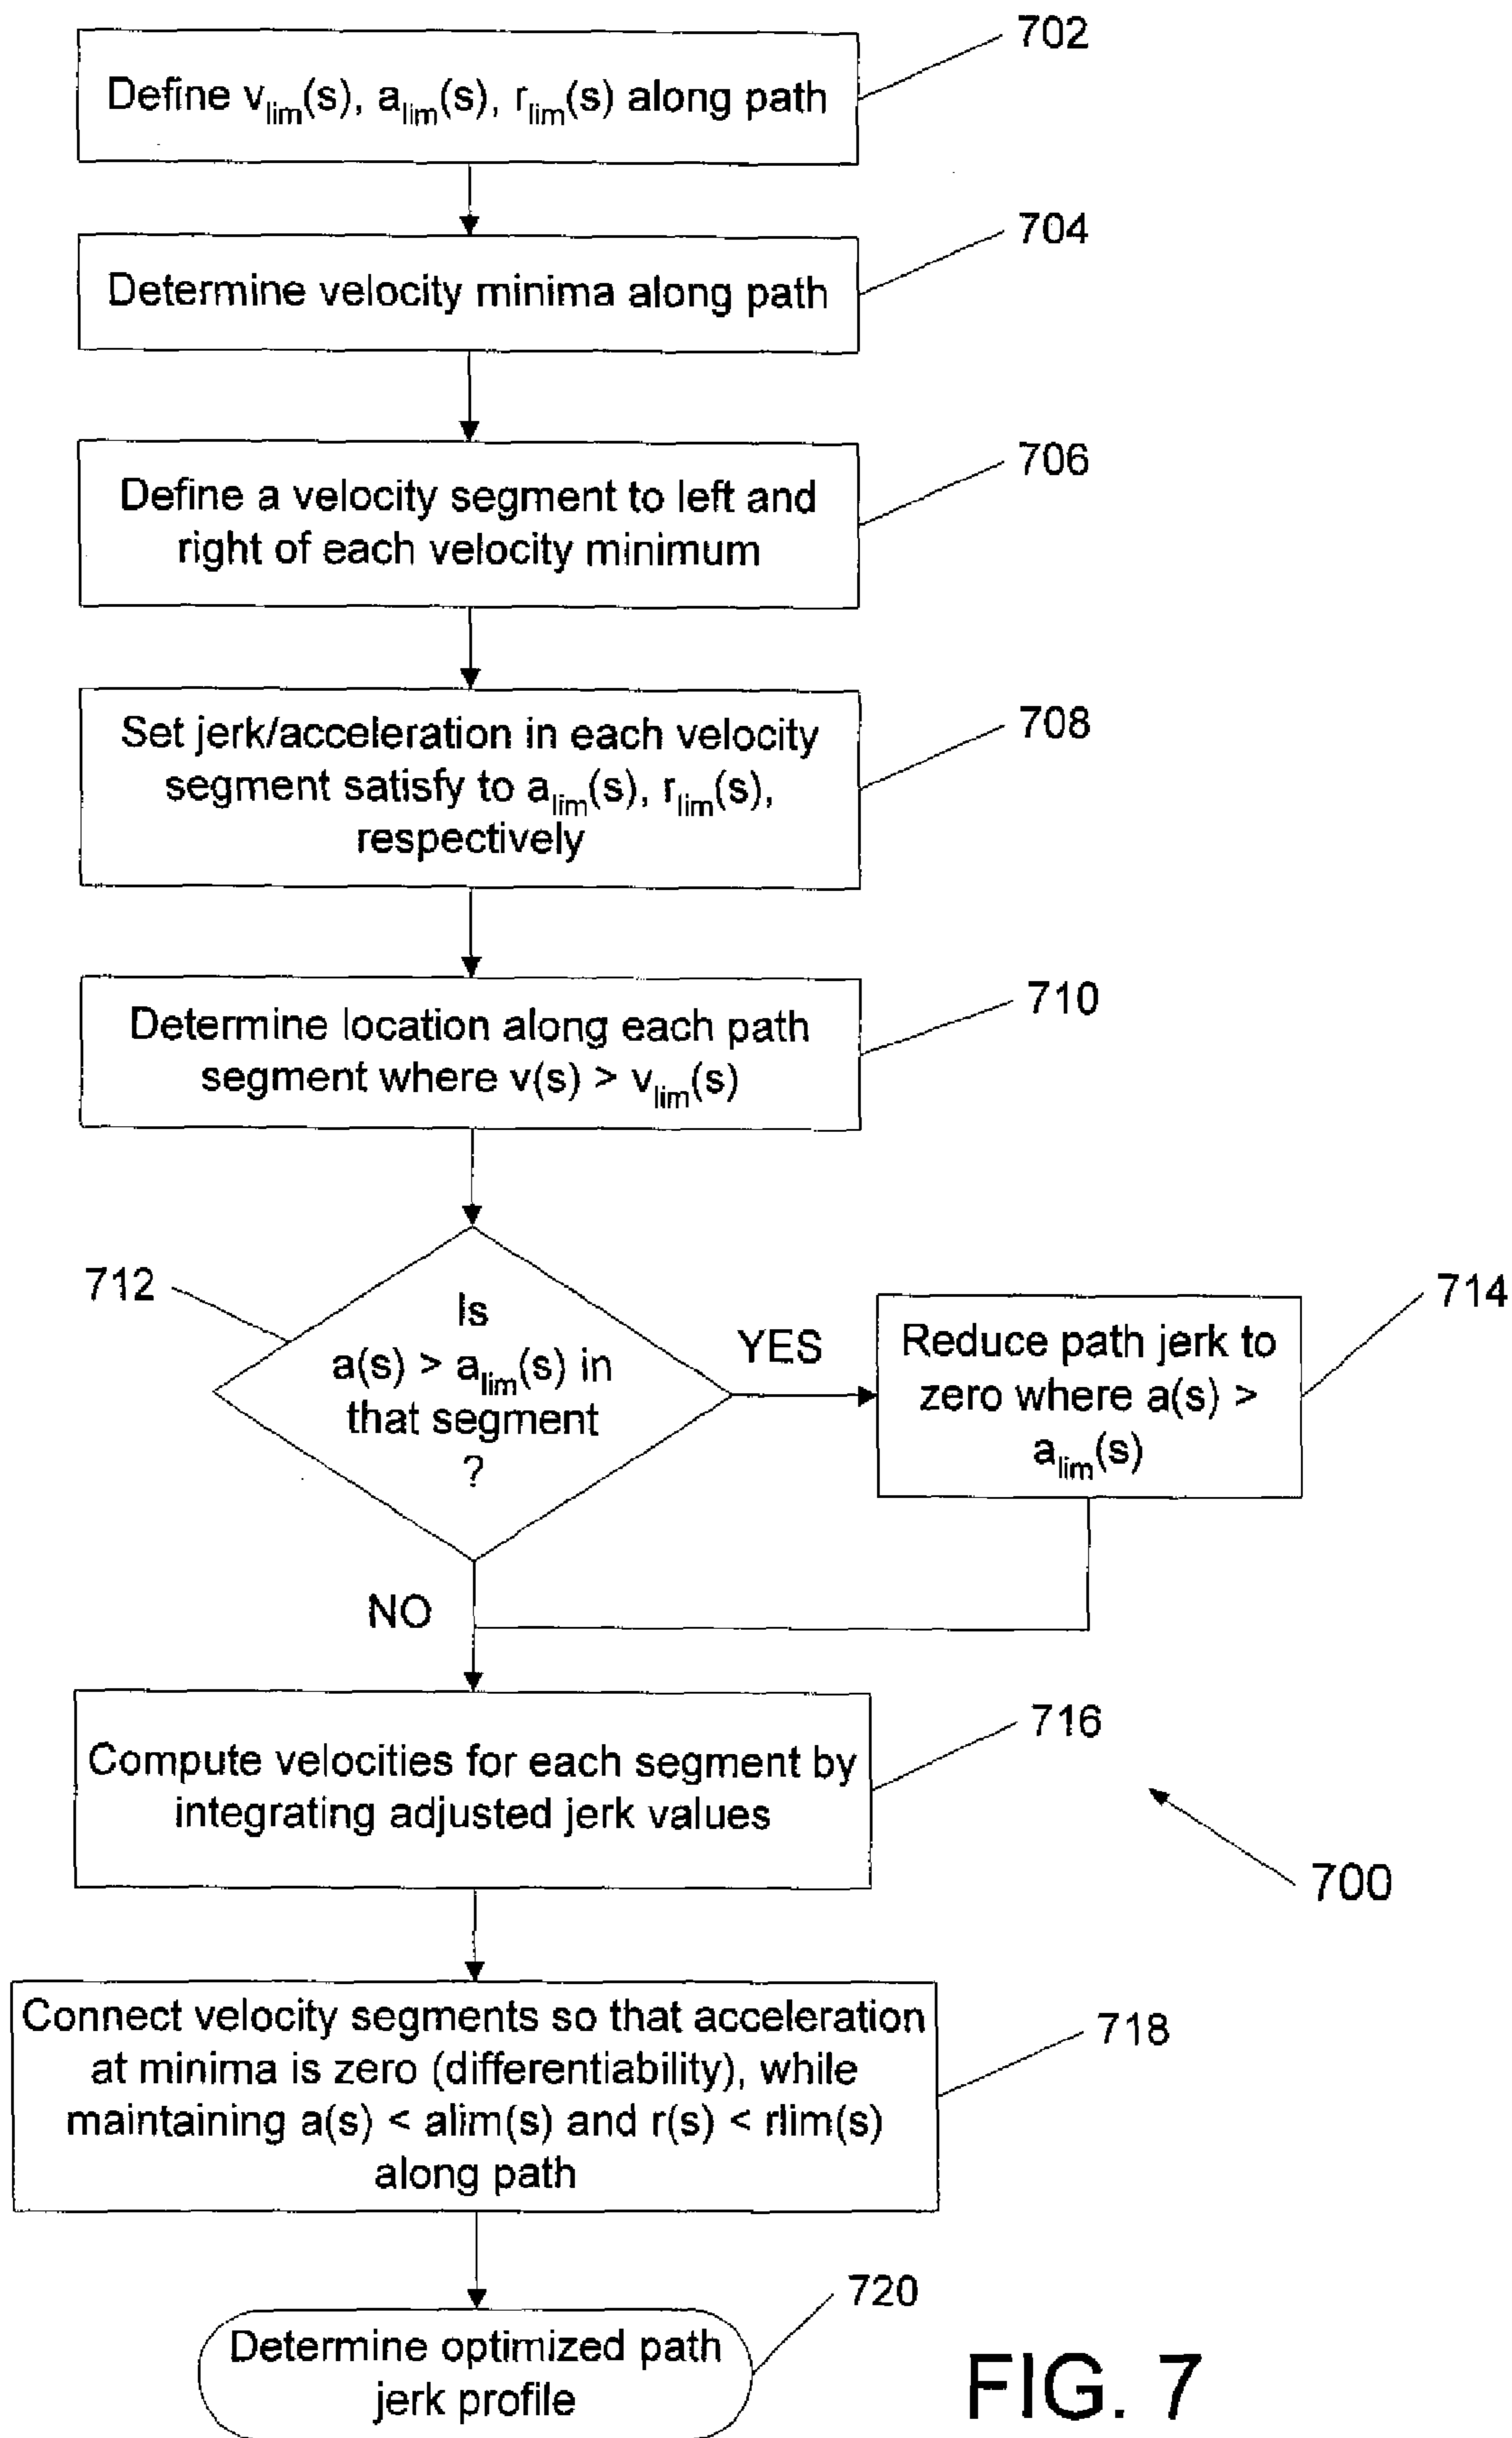 702
Define v_lim(s), a_lim(s), r_lim(s) along path
704
Determine velocity minima along path
706
Define a velocity segment to left and
right of each velocity minimum
708
Set jerk/acceleration in each velocity
segment satisfy to a_lim(s), r_lim(s),
respectively
710
Determine location along each path
segment where v(s) > v_lim(s)
712
Is
a(s) > a_lim(s) in
that segment
?
YES
714
Reduce path jerk to
zero where a(s) >
a_lim(s)
NO
716
Compute velocities for each segment by
integrating adjusted jerk values
700
718
Connect velocity segments so that acceleration
at minima is zero (differentiability), while
maintaining a(s) < alim(s) and r(s) < rlim(s)
along path
720
Determine optimized path
jerk profile
FIG. 7